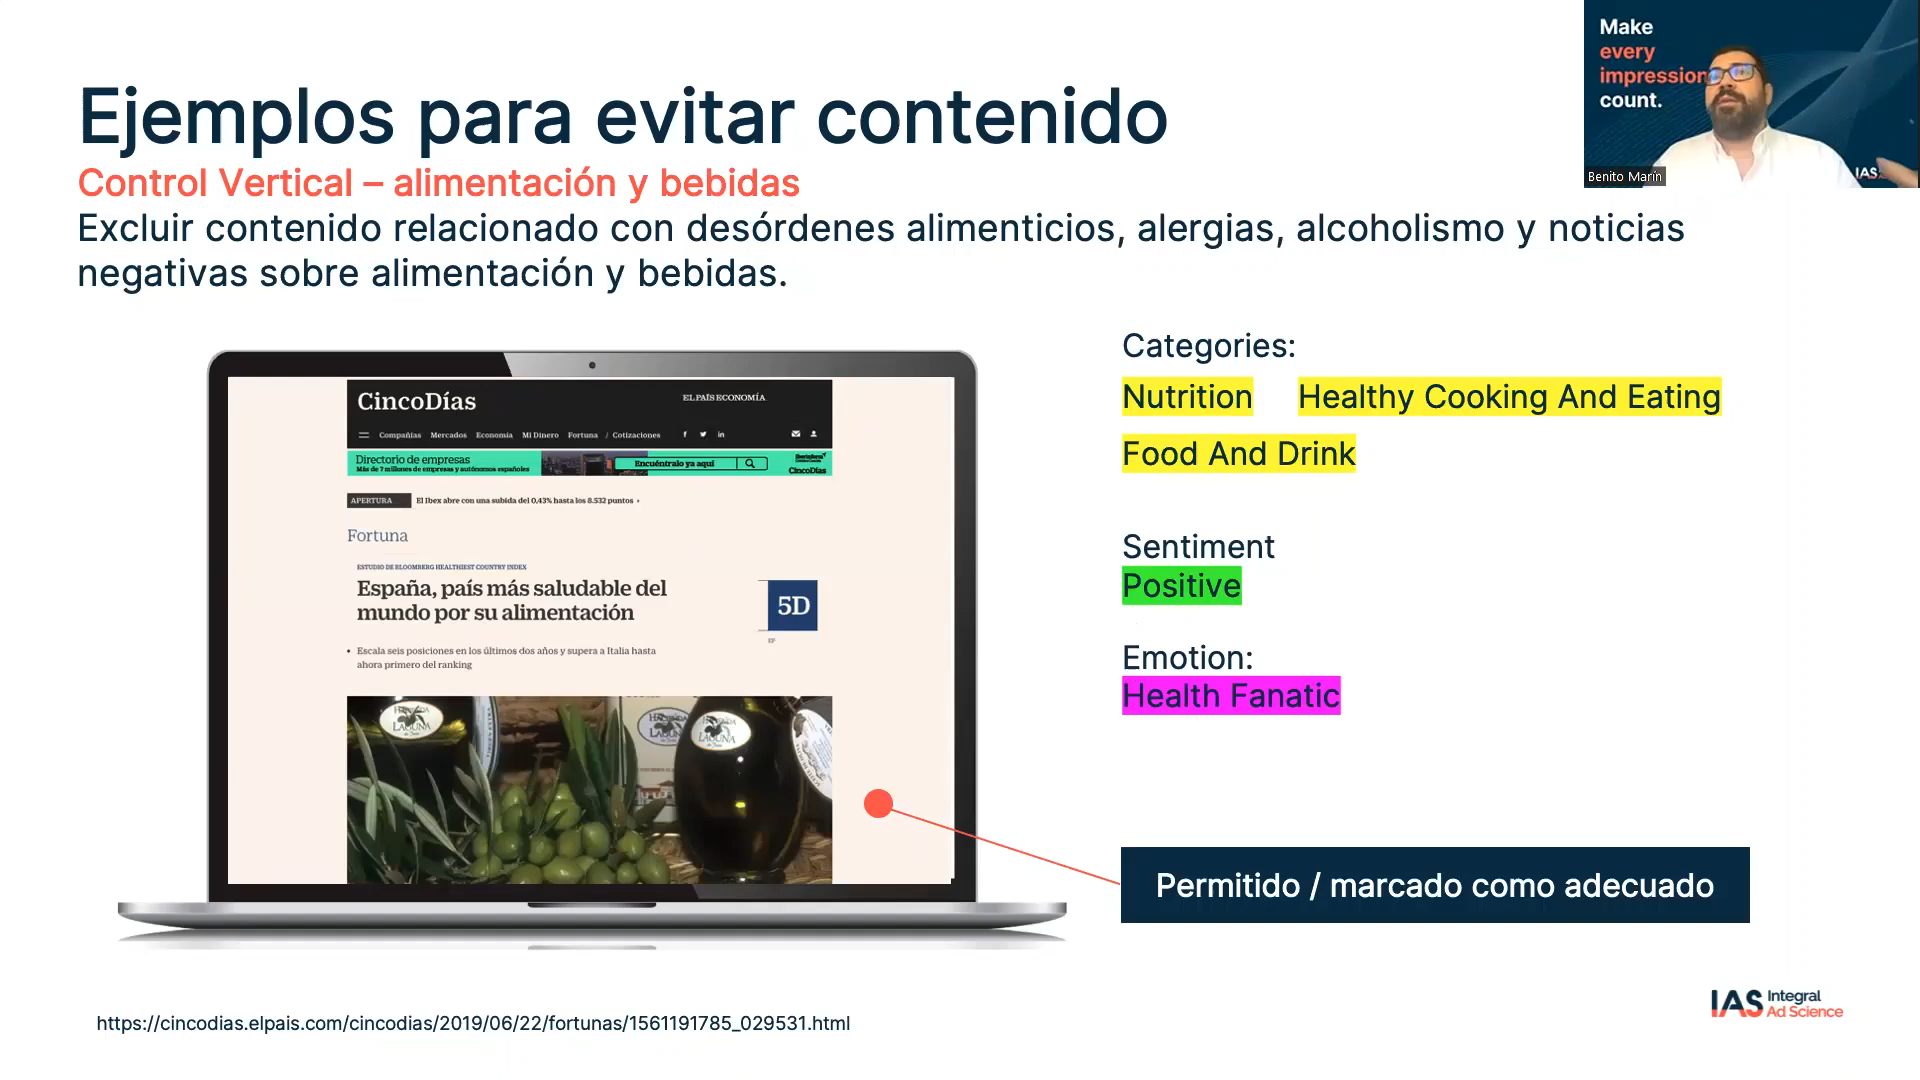 Make
every
impression
count.
Benito Marín
IAS
Ejemplos para evitar contenido
Control Vertical – alimentación y bebidas
Excluir contenido relacionado con desórdenes alimenticios, alergias, alcoholismo y noticias
negativas sobre alimentación y bebidas.
CincoDías
EL PAÍS ECONOMÍA
Compañías Mercados Economía Mi Dinero Fortuna / Cotizaciones
Directorio de empresas
Más de 7 millones de empresas y autónomos españoles
Encuéntralo ya aquí
CincoDías
APERTURA El Ibex abre con una subida del 0,43% hasta los 8.532 puntos
Fortuna
ESTUDIO DE BLOOMBERG HEALTHIEST COUNTRY INDEX
España, país más saludable del
mundo por su alimentación
5D
EP
• Escala seis posiciones en los últimos dos años y supera a Italia hasta
ahora primero del ranking
HACIENDA
LAGUNA
LAGUNA
Categories:
Nutrition Healthy Cooking And Eating
Food And Drink
Sentiment
Positive
Emotion:
Health Fanatic
Permitido / marcado como adecuado
https://cincodias.elpais.com/cincodias/2019/06/22/fortunas/1561191785_029531.html
IAS Integral
Ad Science